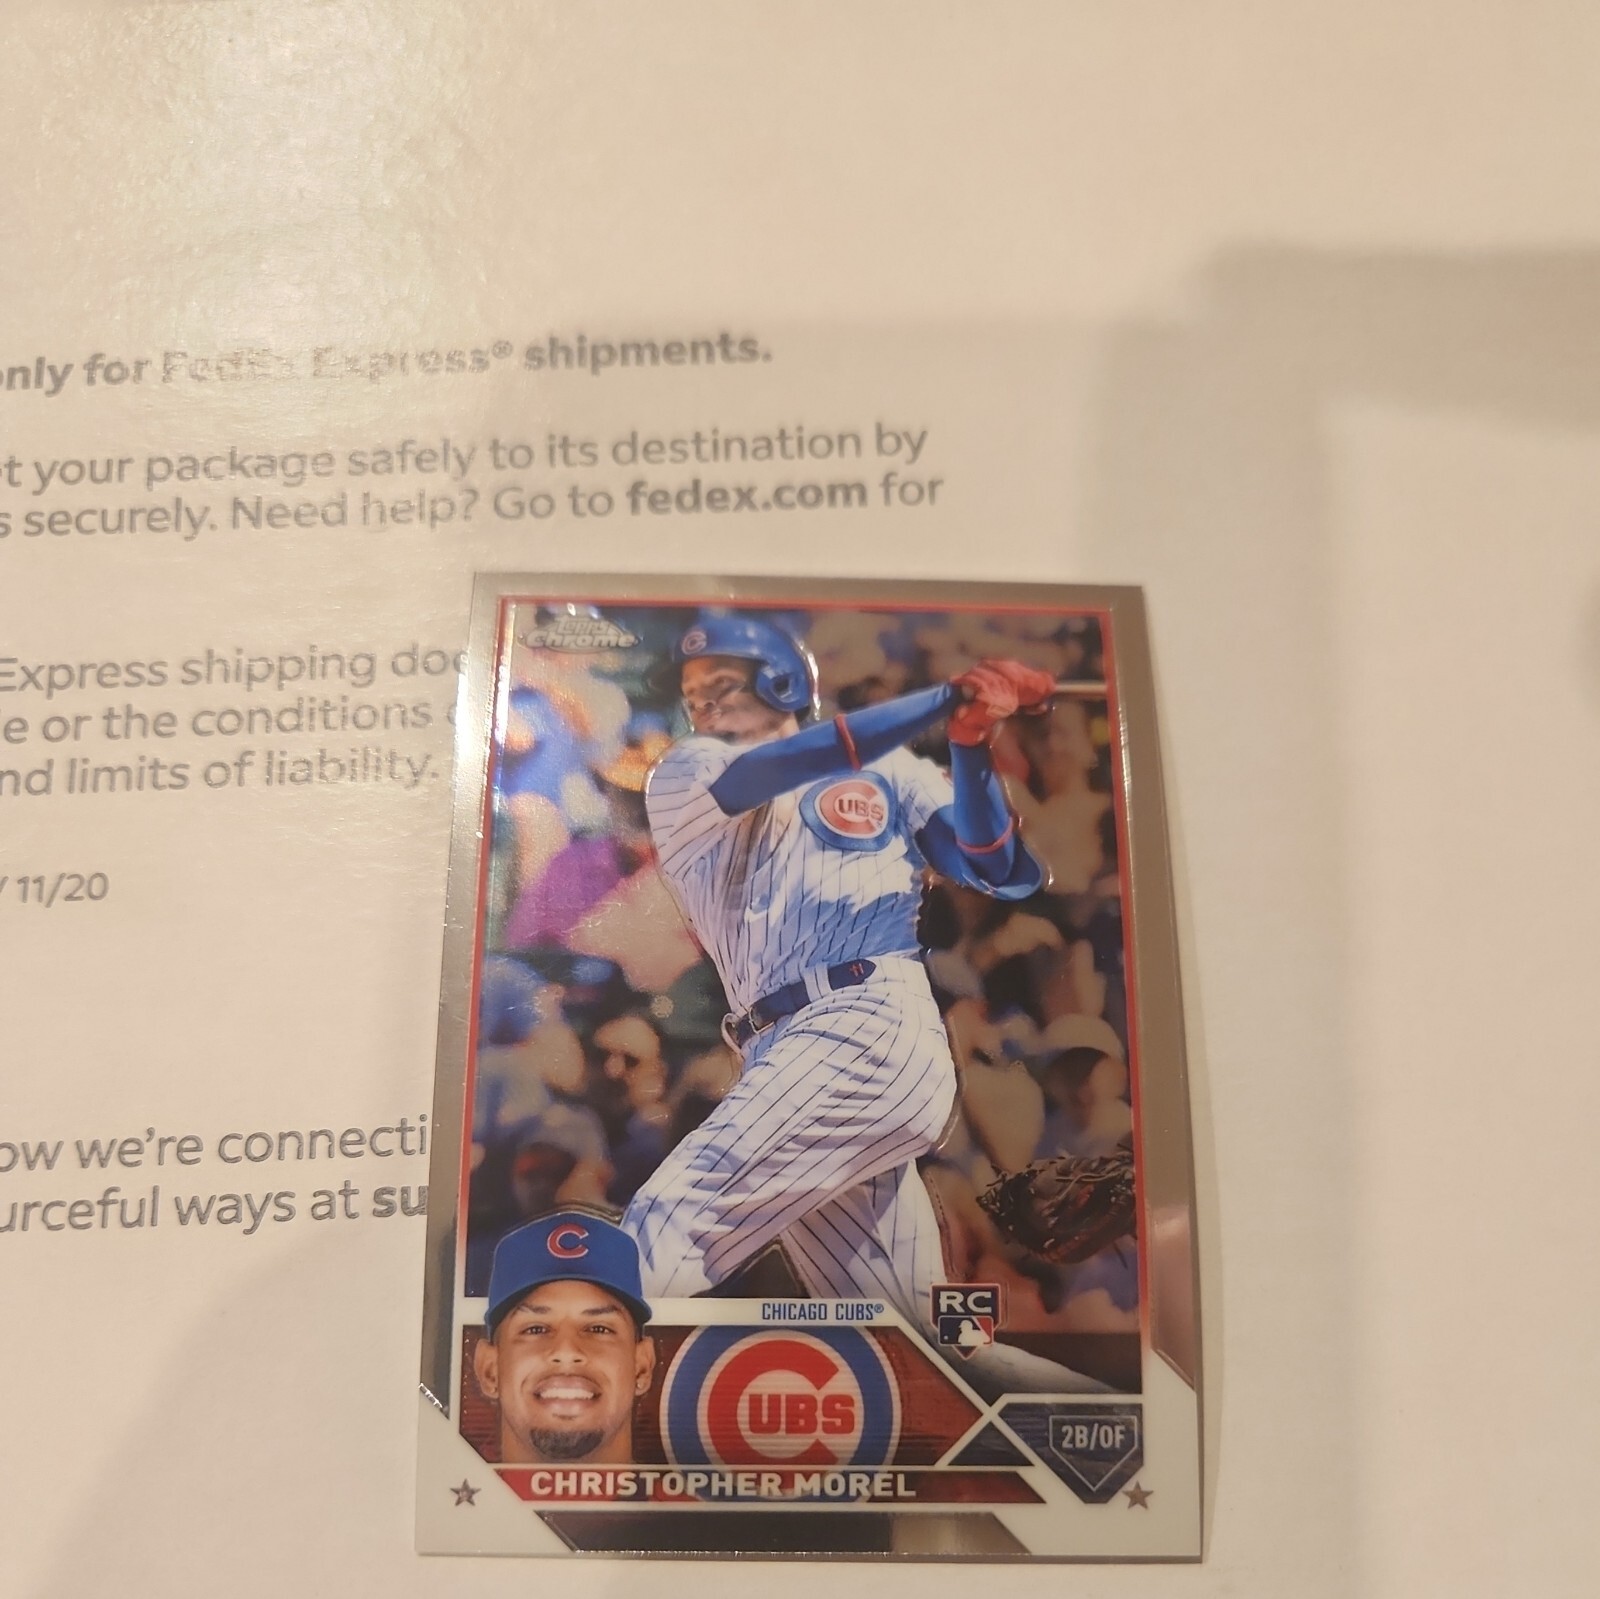 only for FedEx Express® shipments.
t your package safely to its destination by
s securely. Need help? Go to fedex.com for
Express shipping doc
e or the conditions
nd limits of liability.
/ 11/20
ow we're connecti
urceful ways at su
Topps
Chrome
C
CUBS
CHICAGO CUBS®
RC
C
CUBS
2B/OF
CHRISTOPHER MOREL